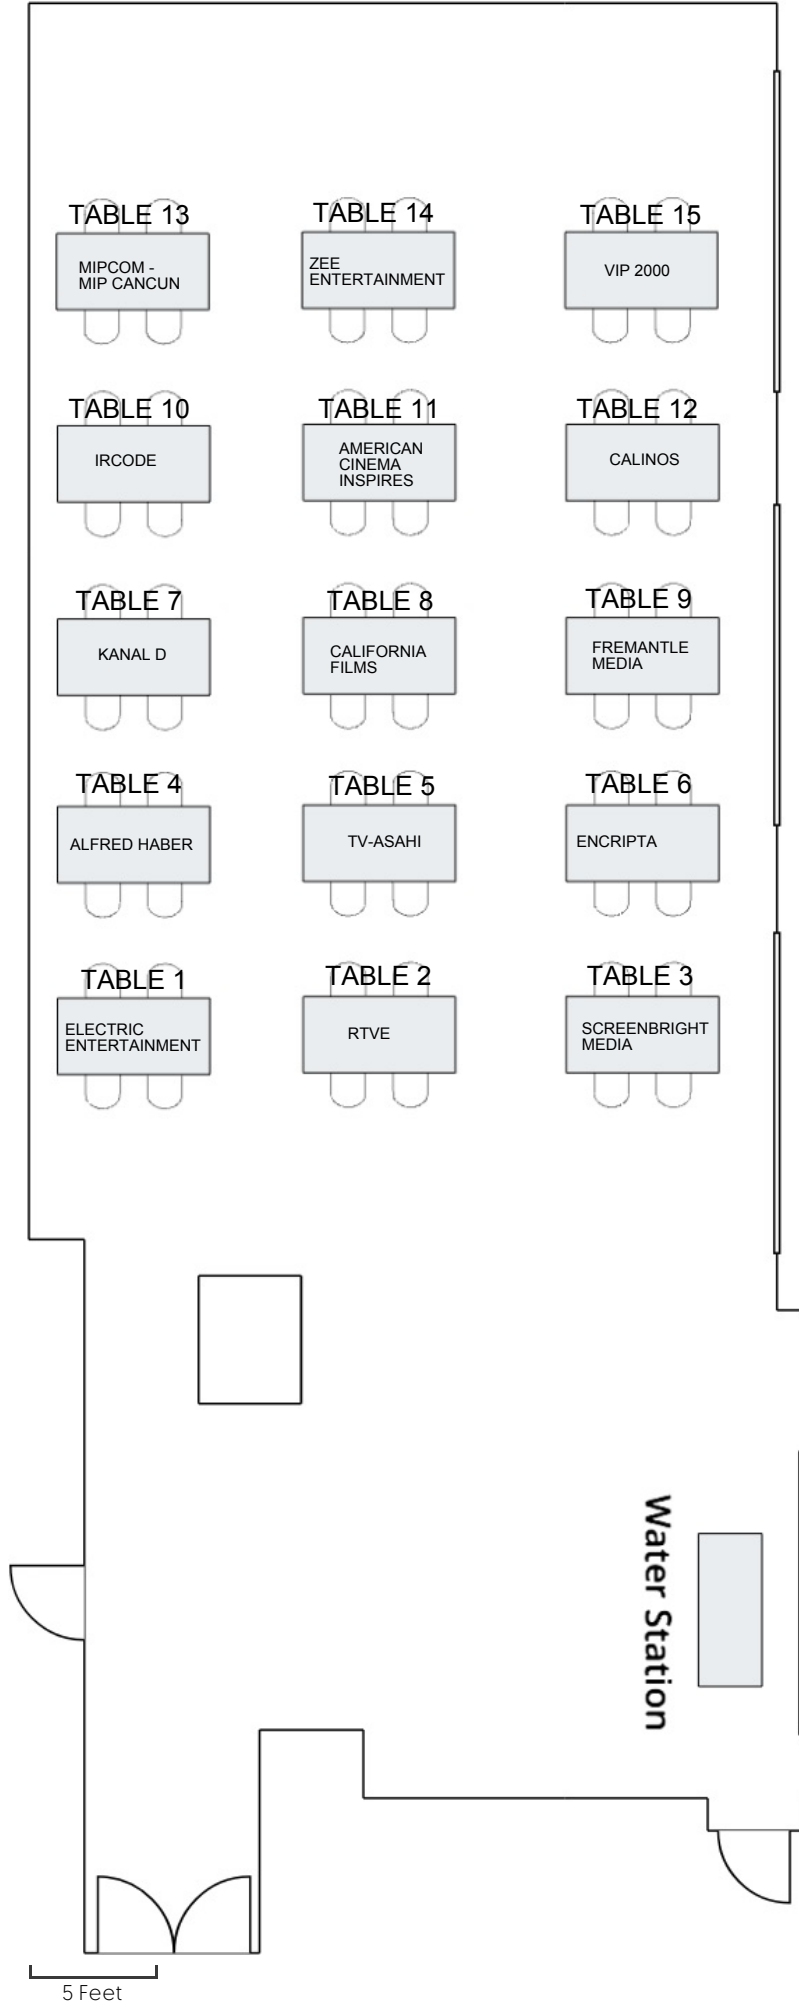 TABLE 13
MIPCOM -
MIP CANCUN
TABLE 14
ZEE
ENTERTAINMENT
TABLE 15
VIP 2000
TABLE 10
IRCODE
TABLE 11
AMERICAN
CINEMA
INSPIRES
TABLE 12
CALINOS
TABLE 7
KANAL D
TABLE 8
CALIFORNIA
FILMS
TABLE 9
FREMANTLE
MEDIA
TABLE 4
ALFRED HABER
TABLE 5
TV-ASAHI
TABLE 6
ENCRIPTA
TABLE 1
ELECTRIC
ENTERTAINMENT
TABLE 2
RTVE
TABLE 3
SCREENBRIGHT
MEDIA
Water Station
5 Feet